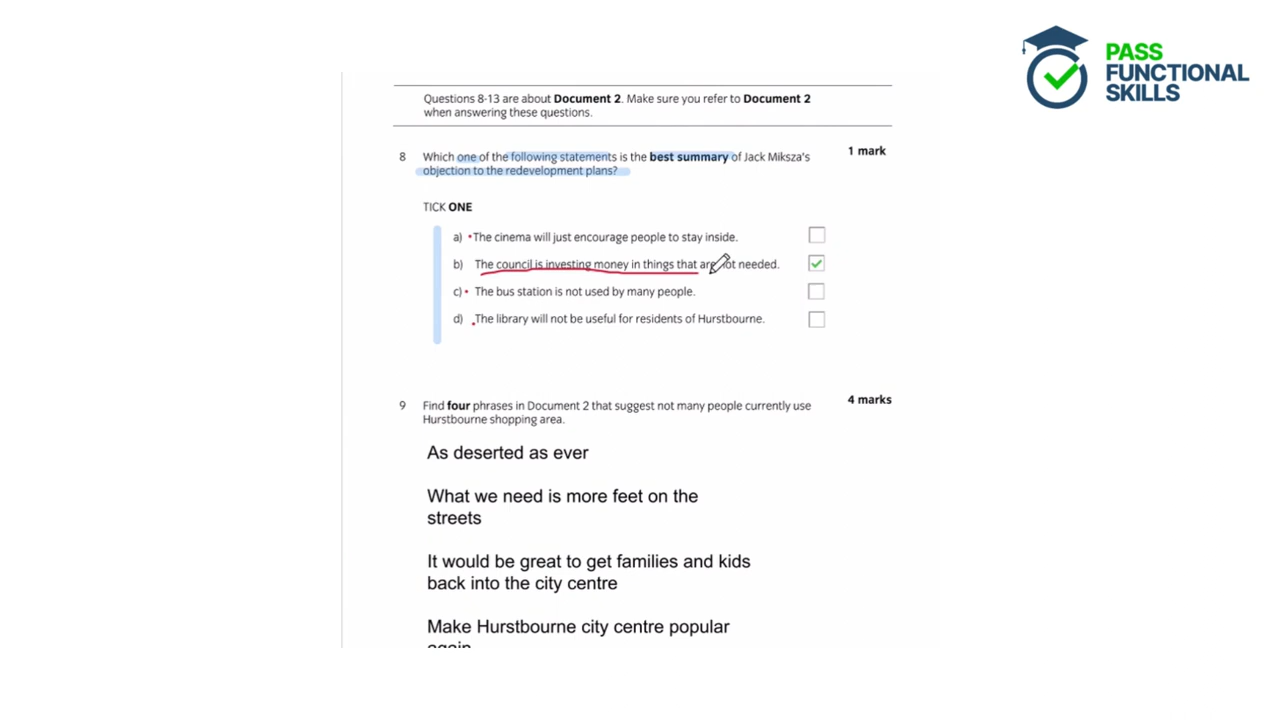 PASS
FUNCTIONAL
SKILLS
Questions 8-13 are about Document 2. Make sure you refer to Document 2
when answering these questions.
8 Which one of the following statements is the best summary of Jack Miksza's 1 mark
objection to the redevelopment plans?
TICK ONE
a) The cinema will just encourage people to stay inside.
b) The council is investing money in things that are not needed.
c) The bus station is not used by many people.
d) The library will not be useful for residents of Hurstbourne.
9 Find four phrases in Document 2 that suggest not many people currently use 4 marks
Hurstbourne shopping area.
As deserted as ever
What we need is more feet on the
streets
It would be great to get families and kids
back into the city centre
Make Hurstbourne city centre popular
again